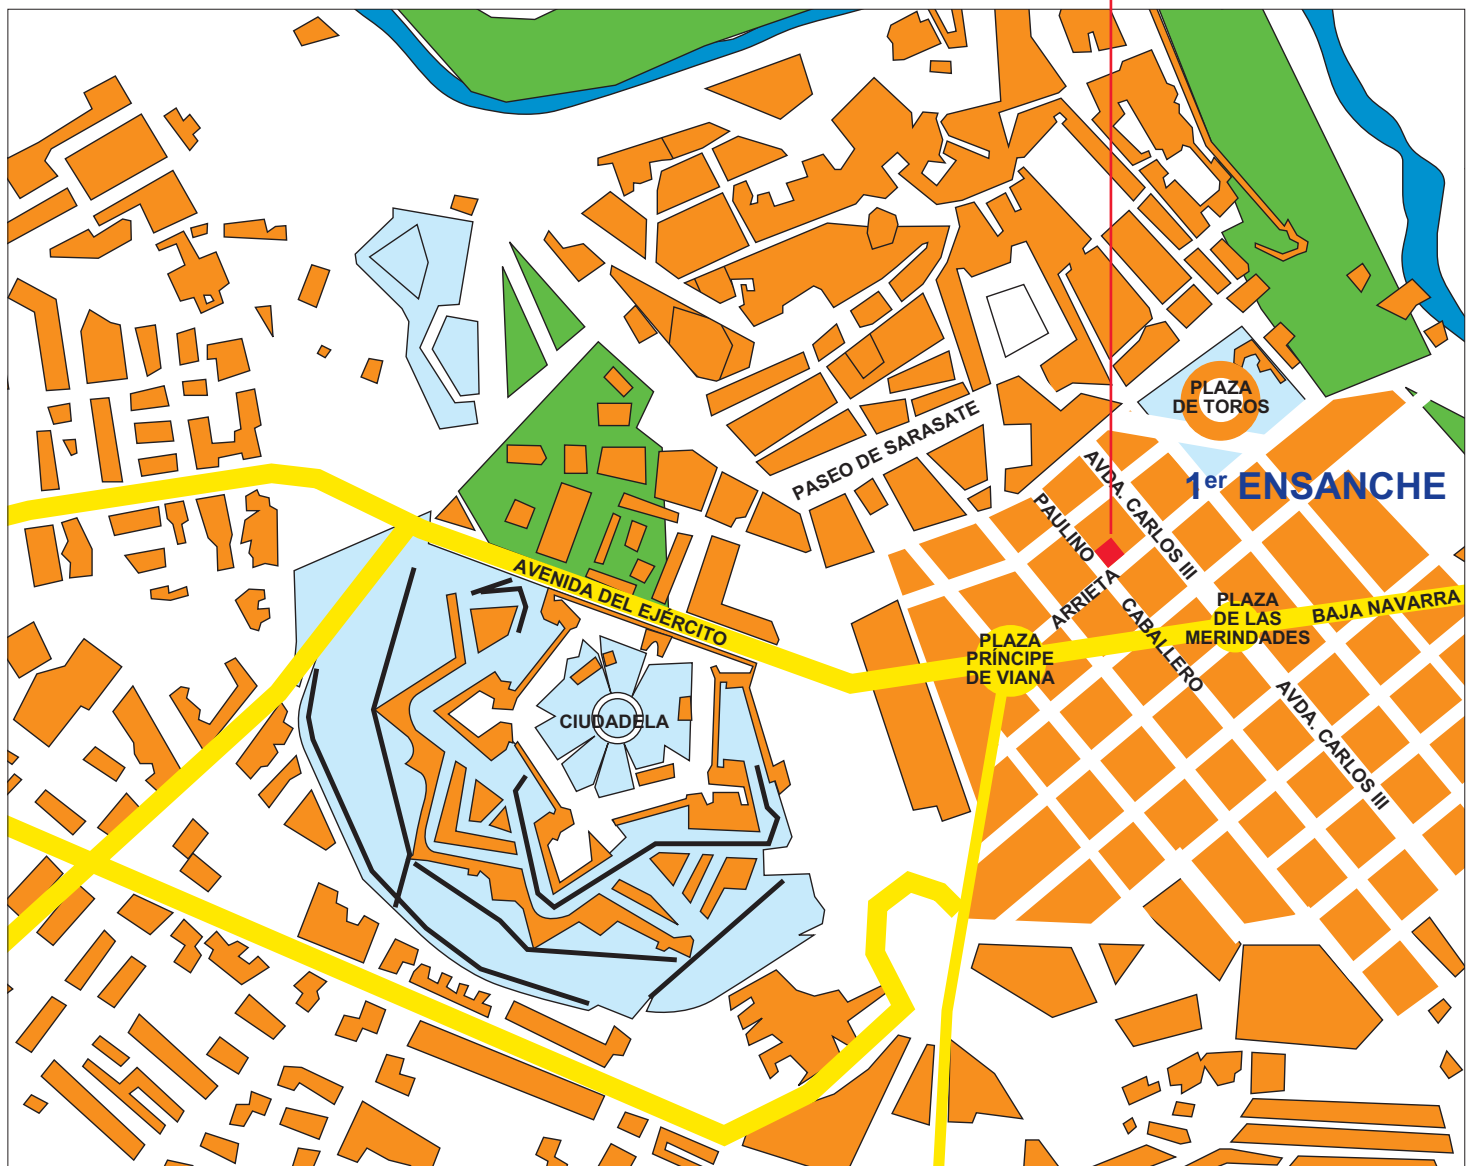 PLAZA
DE TOROS
PASEO DE SARASATE
1er ENSANCHE
AVDA. CARLOS III
PAULINO
CABALLERO
ARRIETA
AVENIDA DEL EJÉRCITO
PLAZA
DE LAS
MERINDADES
BAJA NAVARRA
PLAZA
PRÍNCIPE
DE VIANA
CIUDADELA
AVDA. CARLOS III